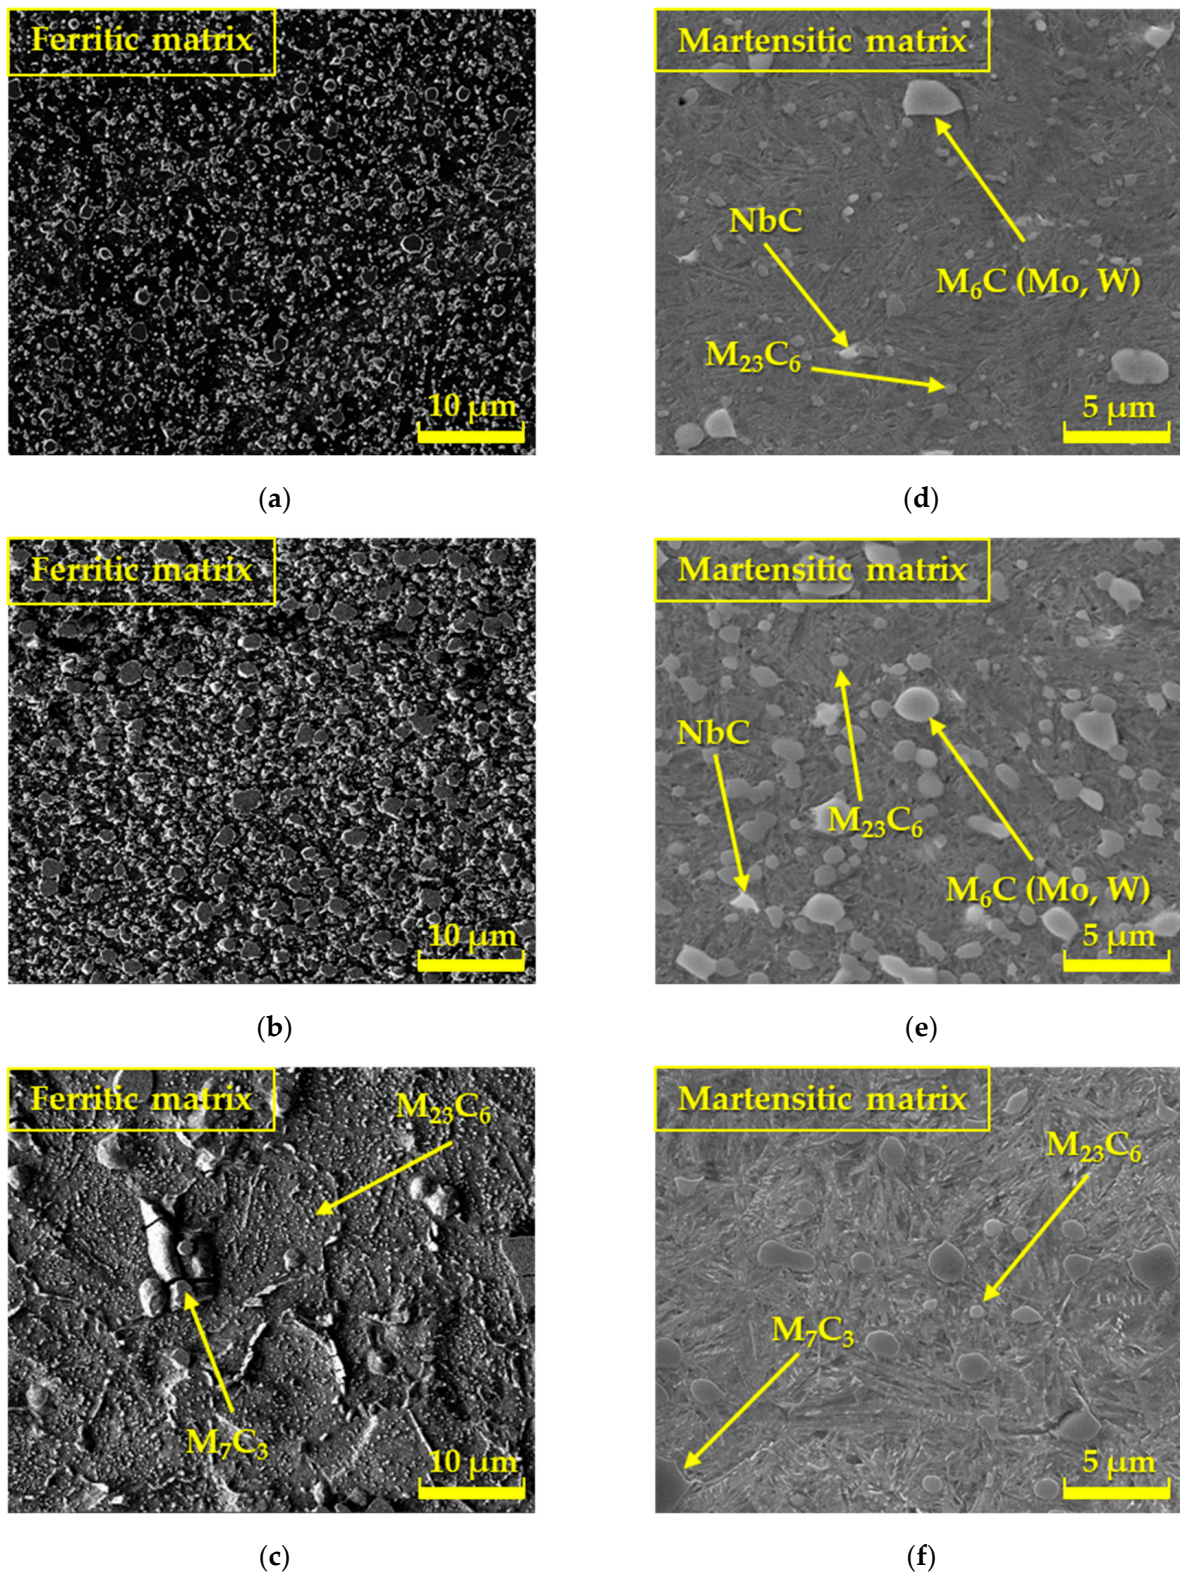 Ferritic matrix
10 μm
(a)
Martensitic matrix
NbC
M₆C (Mo, W)
M₂₃C₆
5 μm
(d)
Ferritic matrix
10 μm
(b)
Martensitic matrix
NbC
M₂₃C₆
M₆C (Mo, W)
5 μm
(e)
Ferritic matrix
M₂₃C₆
M₇C₃
10 μm
(c)
Martensitic matrix
M₂₃C₆
M₇C₃
5 μm
(f)